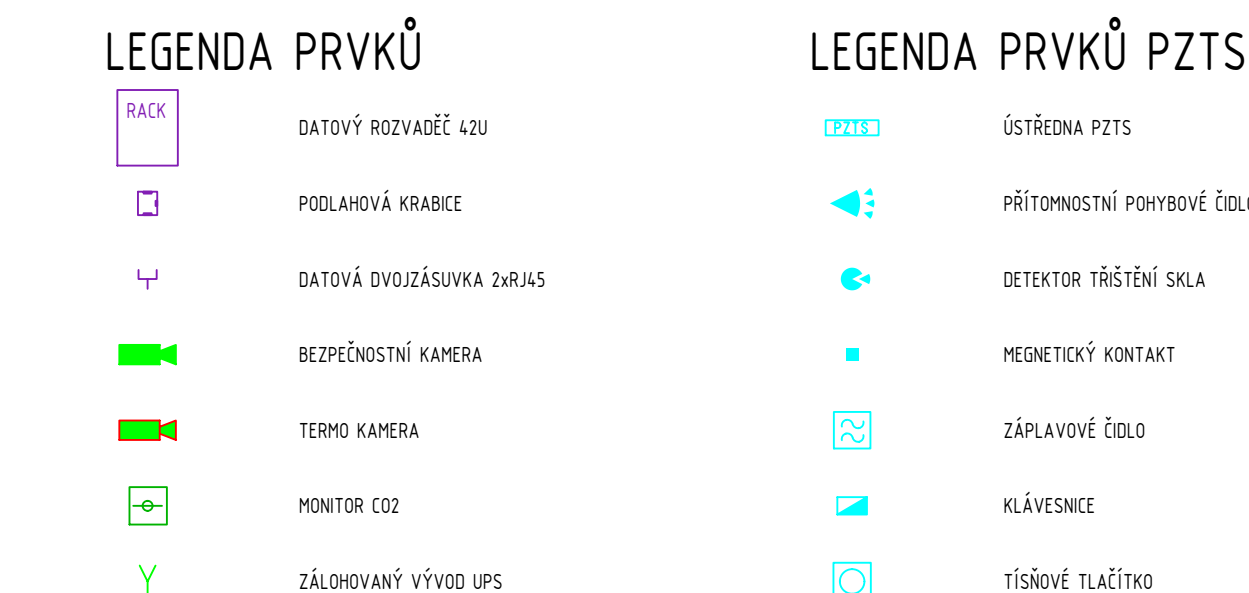 LEGENDA PRVKŮ
RACK
DATOVÝ ROZVADĚČ 42U
PODLAHOVÁ KRABICE
DATOVÁ DVOJZÁSUVKA 2xRJ45
BEZPEČNOSTNÍ KAMERA
TERMO KAMERA
MONITOR CO2
ZÁLOHOVANÝ VÝVOD UPS
LEGENDA PRVKŮ PZTS
PZTS
ÚSTŘEDNA PZTS
PŘÍTOMNOSTNÍ POHYBOVÉ ČIDLO
DETEKTOR TŘIŠTĚNÍ SKLA
MEGNETICKÝ KONTAKT
ZÁPLAVOVÉ ČIDLO
KLÁVESNICE
TÍSŇOVÉ TLAČÍTKO